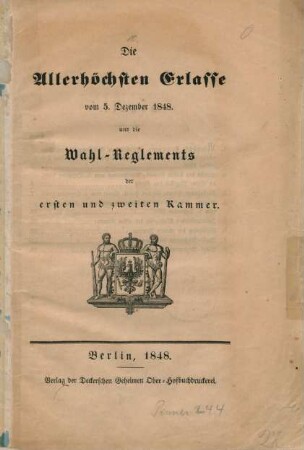 Die
Allerhöchsten Erlasse
vom 5. Dezember 1848.
und die
Wahl-Reglements
der
ersten und zweiten Kammer.
Berlin, 1848.
Verlag der Deckerschen Geheimen Ober-Hofbuchdruckerei.